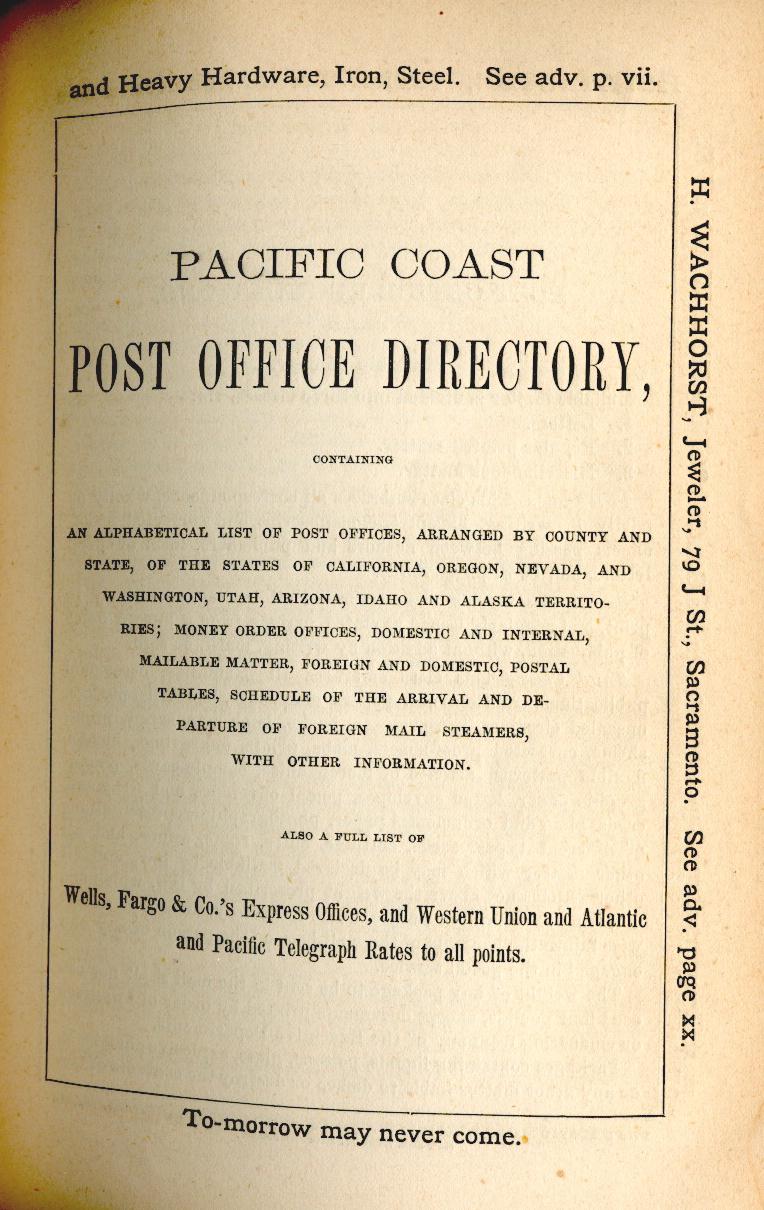 and Heavy Hardware, Iron, Steel. See adv. p. vii.
PACIFIC COAST
POST OFFICE DIRECTORY,
CONTAINING
AN ALPHABETICAL LIST OF POST OFFICES, ARRANGED BY COUNTY AND
STATE, OF THE STATES OF CALIFORNIA, OREGON, NEVADA, AND
WASHINGTON, UTAH, ARIZONA, IDAHO AND ALASKA TERRITO-
RIES; MONEY ORDER OFFICES, DOMESTIC AND INTERNAL,
MAILABLE MATTER, FOREIGN AND DOMESTIC, POSTAL
TABLES, SCHEDULE OF THE ARRIVAL AND DE-
PARTURE OF FOREIGN MAIL STEAMERS,
WITH OTHER INFORMATION.
ALSO A FULL LIST OF
Wells, Fargo & Co.'s Express Offices, and Western Union and Atlantic
and Pacific Telegraph Rates to all points.
To-morrow may never come.
H. WACHHORST, Jeweler, 79 J St., Sacramento. See adv. page xx.